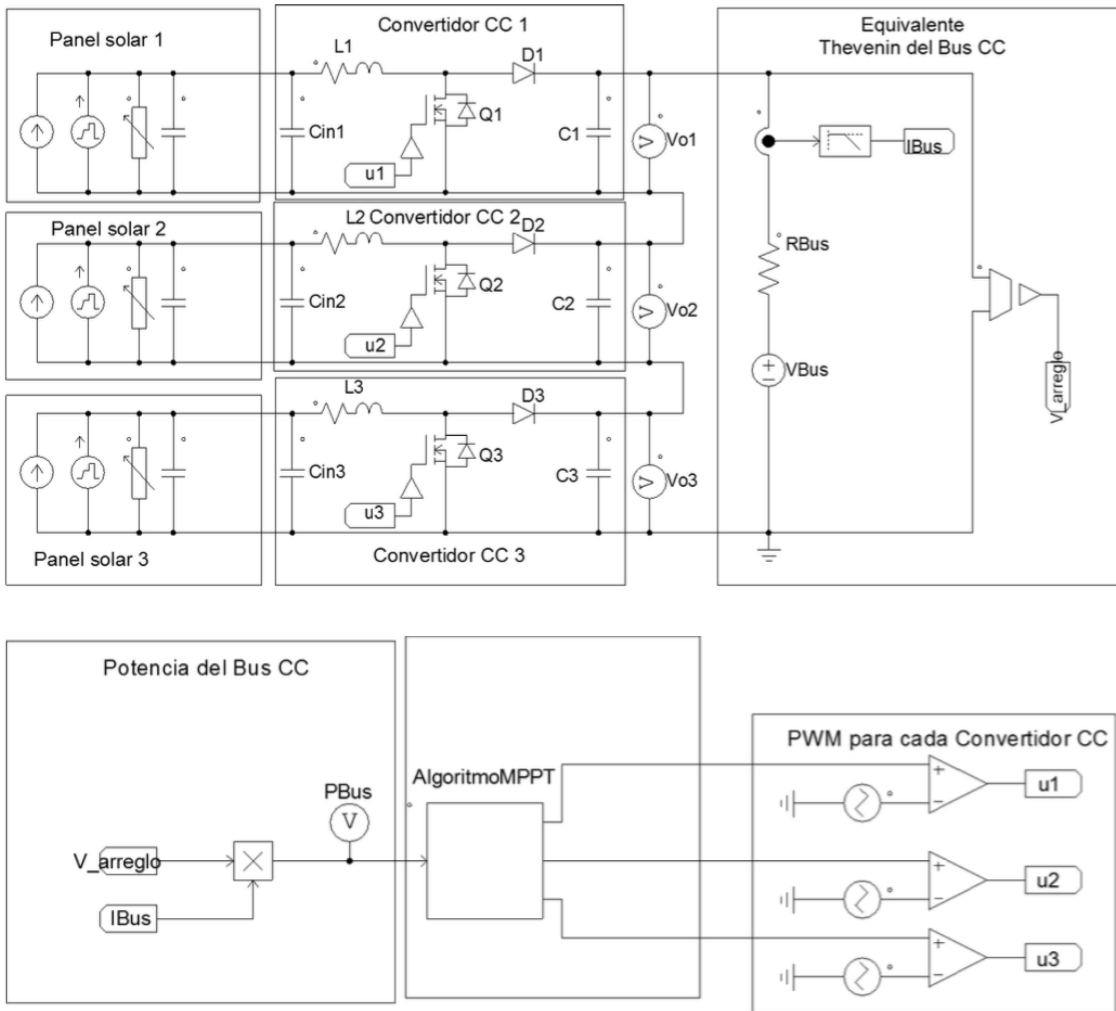 Panel solar 1
Convertidor CC 1
Equivalente
Thevenin del Bus CC
L1
D1
Cin1
Q1
u1
C1
V
Vo1
IBus
Panel solar 2
L2 Convertidor CC 2
D2
Cin2
Q2
u2
C2
V
Vo2
RBus
VBus
V_arreglo
L3
D3
Cin3
Q3
u3
C3
V
Vo3
Panel solar 3
Convertidor CC 3
Potencia del Bus CC
PBus
V
V_arreglo
IBus
AlgoritmoMPPT
PWM para cada Convertidor CC
u1
u2
u3